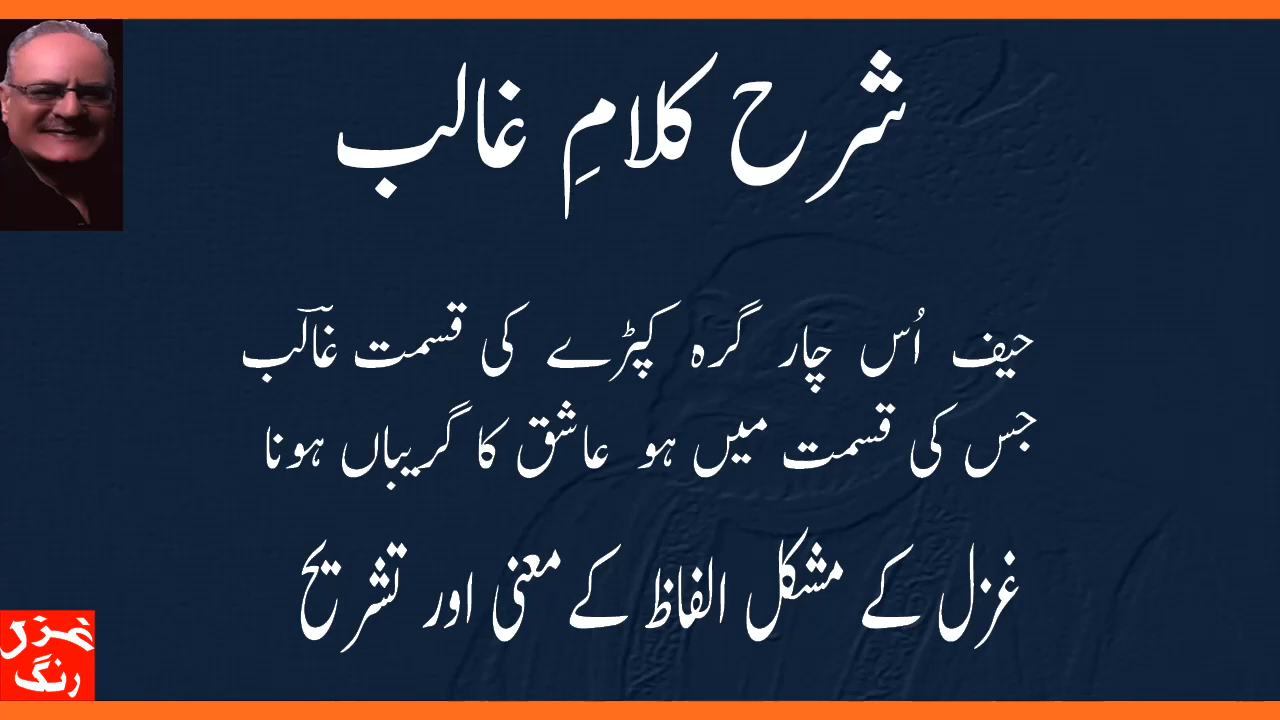 شرح کلامِ غالب
حیف اُس چار گرہ کپڑے کی قسمت غالبؔ
جس کی قسمت میں ہو عاشق کا گریباں ہونا
غزل کے مشکل الفاظ کے معنی اور تشریح
غزل
رنگ